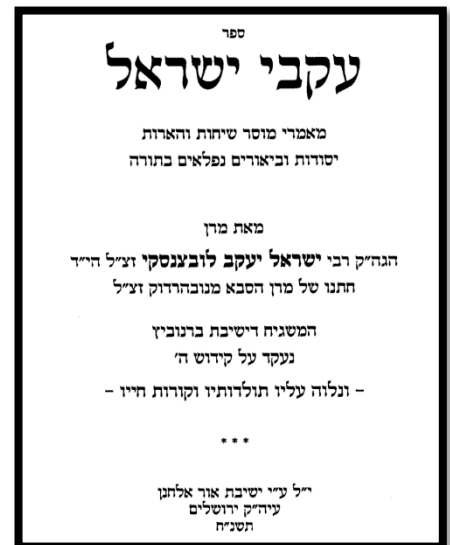 ספר
עקבי ישראל
מאמרי מוסר שיחות והארות
יסודות וביאורים נפלאים בתורה
מאת מרן
הגה״ק רבי ישראל יעקב לובצנסקי זצ״ל הי״ד
חתנו של מרן הסבא מנובהרדוק זצ״ל
המשגיח דישיבת ברנוביץ
נעקד על קידוש ה׳
– ונלוה עליו תולדותיו וקורות חייו –
* * *
י״ל ע״י ישיבת אור אלחנן
עיה״ק ירושלים
תשנ״ח